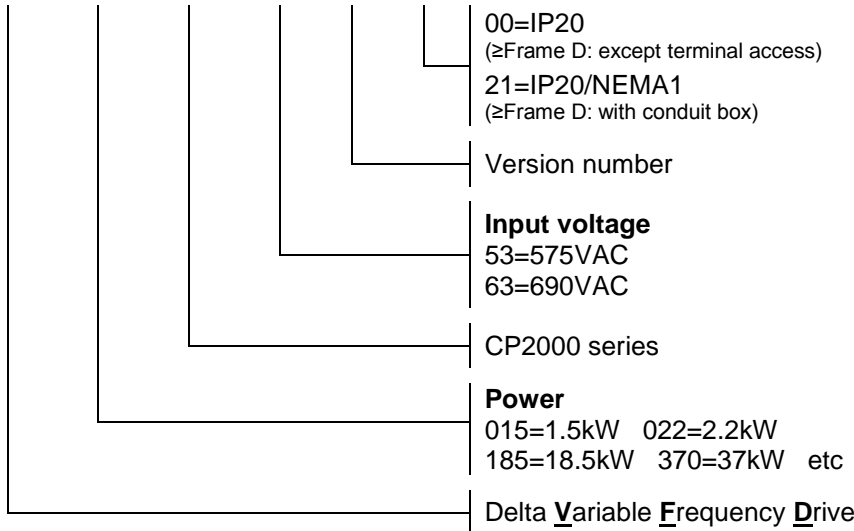 00=IP20
(≥Frame D: except terminal access)
21=IP20/NEMA1
(≥Frame D: with conduit box)
Version number
Input voltage
53=575VAC
63=690VAC
CP2000 series
Power
015=1.5kW 022=2.2kW
185=18.5kW 370=37kW etc
Delta Variable Frequency Drive